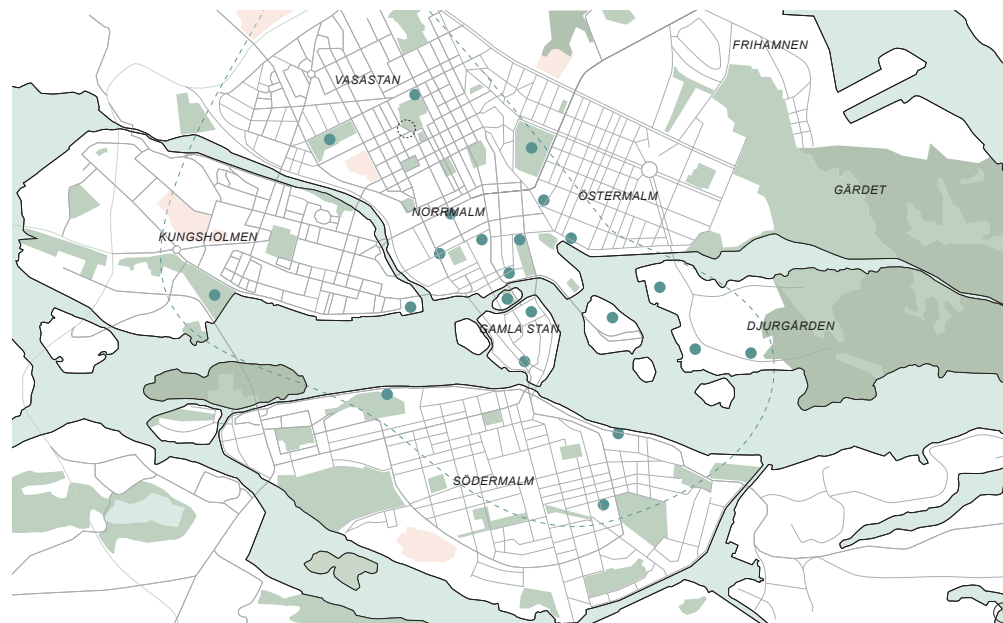 FRIHAMNEN
VASASTAN
GÄRDET
ÖSTERMALM
NORRMALM
KUNGSHOLMEN
GAMLA STAN
DJURGÅRDEN
SÖDERMALM